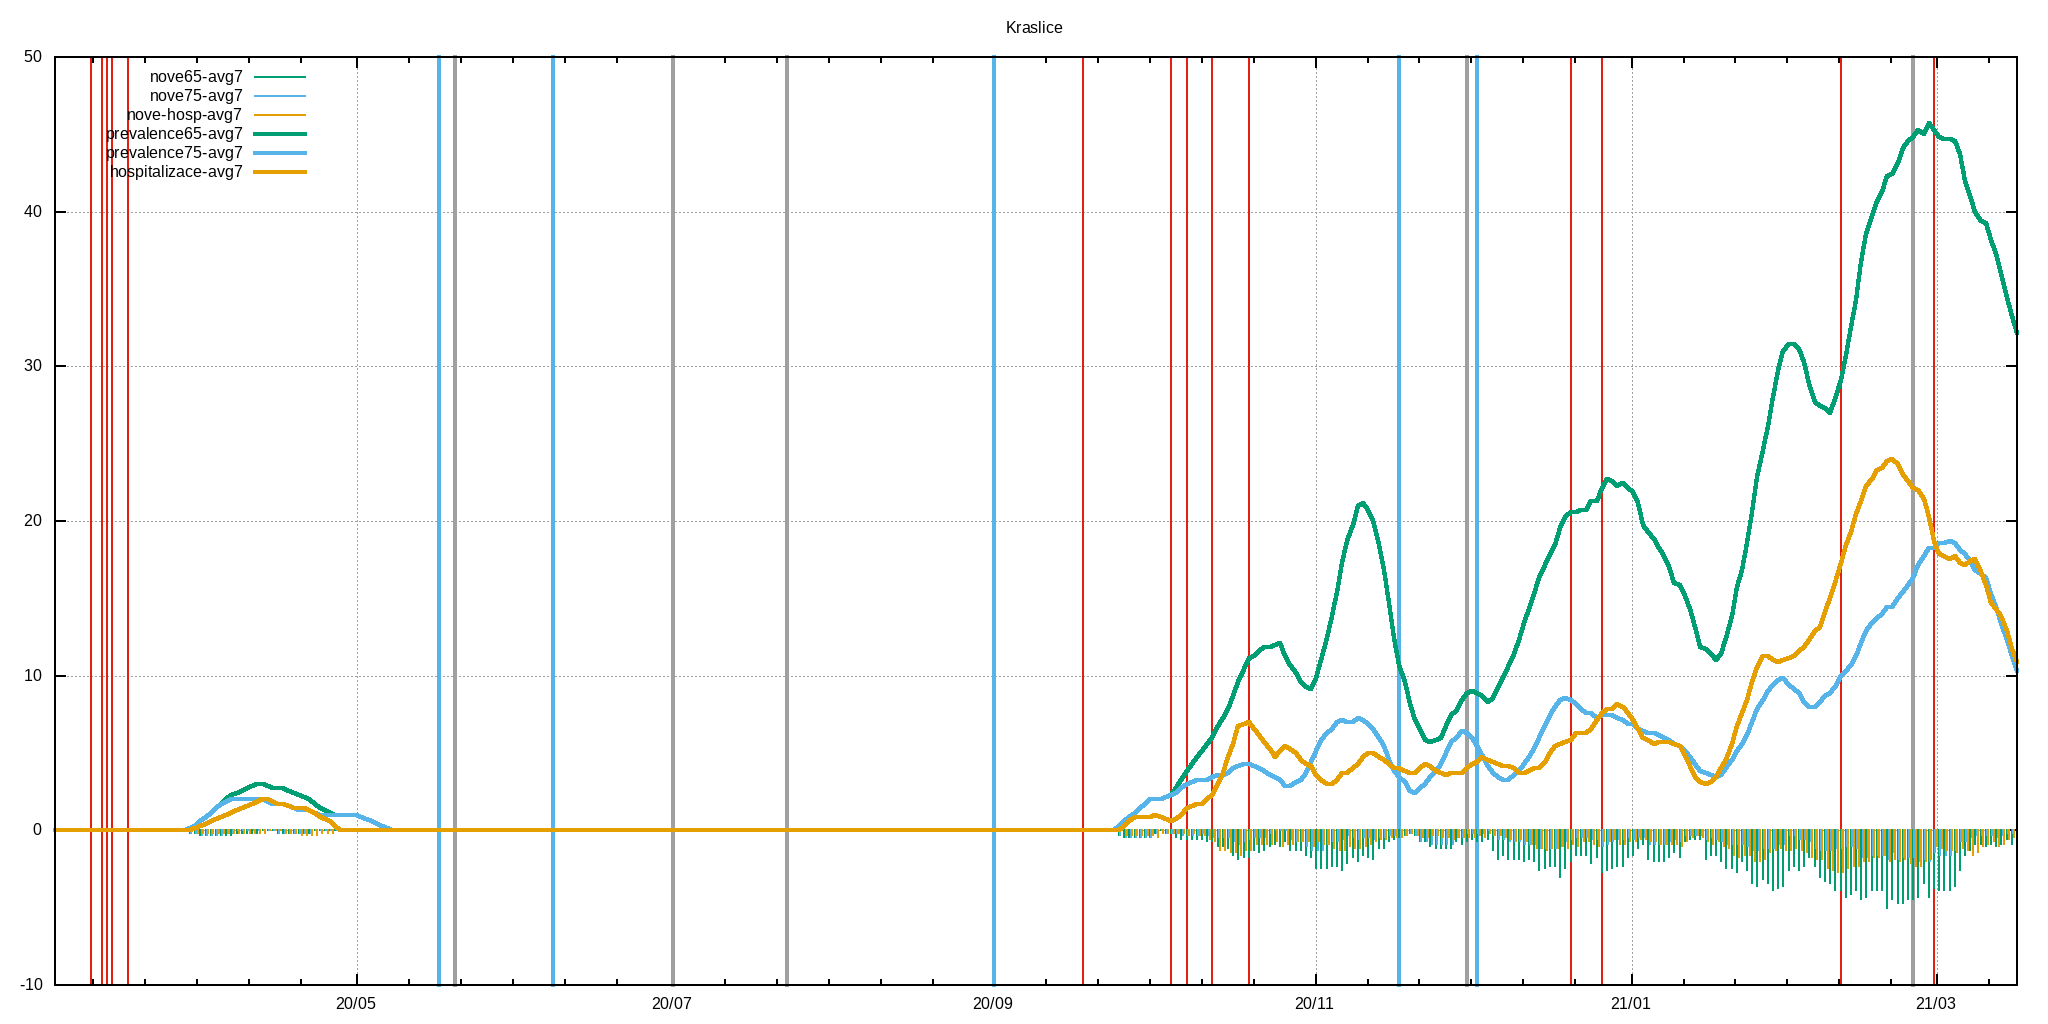 Kraslice
50
nove65-avg7
nove75-avg7
nove-hosp-avg7
prevalence65-avg7
prevalence75-avg7
hospitalizace-avg7
40
30
20
10
0
-10
20/05 20/07 20/09 20/11 21/01 21/03